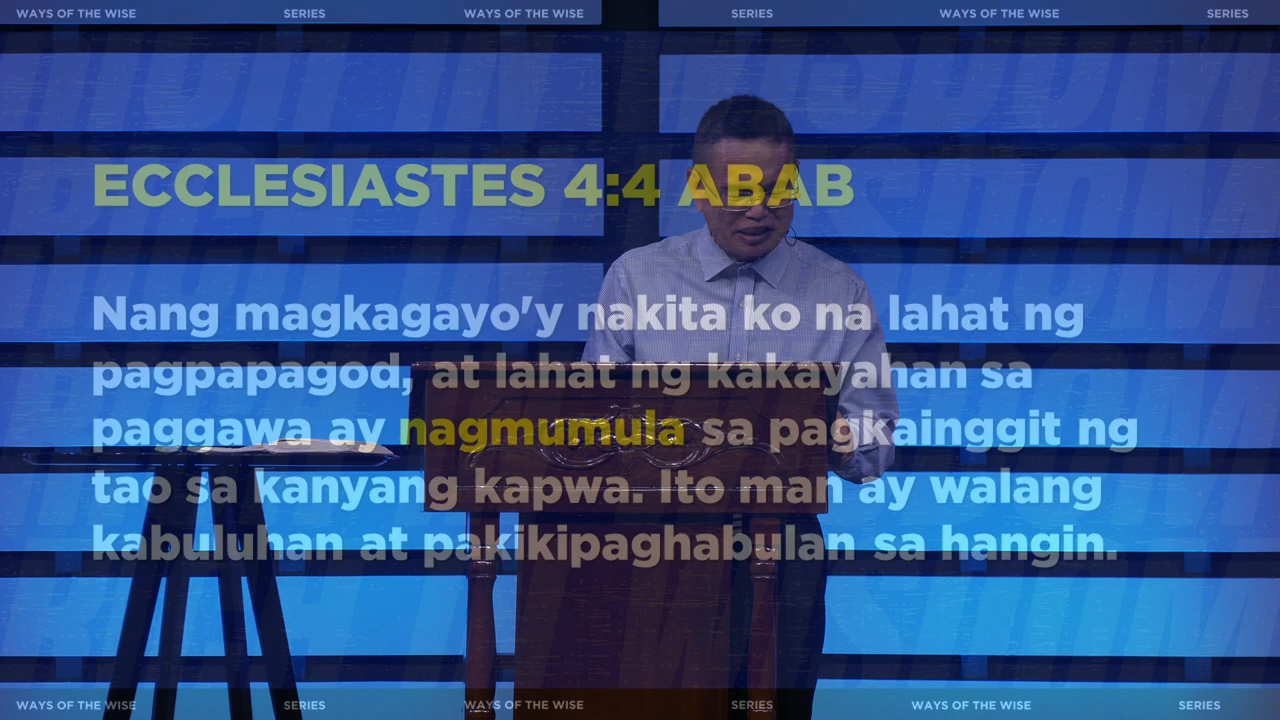 WAYS OF THE WISE SERIES WAYS OF THE WISE SERIES WAYS OF THE WISE SERIES
ECCLESIASTES 4:4 ABAB
Nang magkagayo'y nakita ko na lahat ng
pagpapagod, at lahat ng kakayahan sa
paggawa ay nagmumula sa pagkainggit ng
tao sa kanyang kapwa. Ito man ay walang
kabuluhan at pakikipaghabulan sa hangin.
WAYS OF THE WISE SERIES WAYS OF THE WISE SERIES WAYS OF THE WISE SERIES